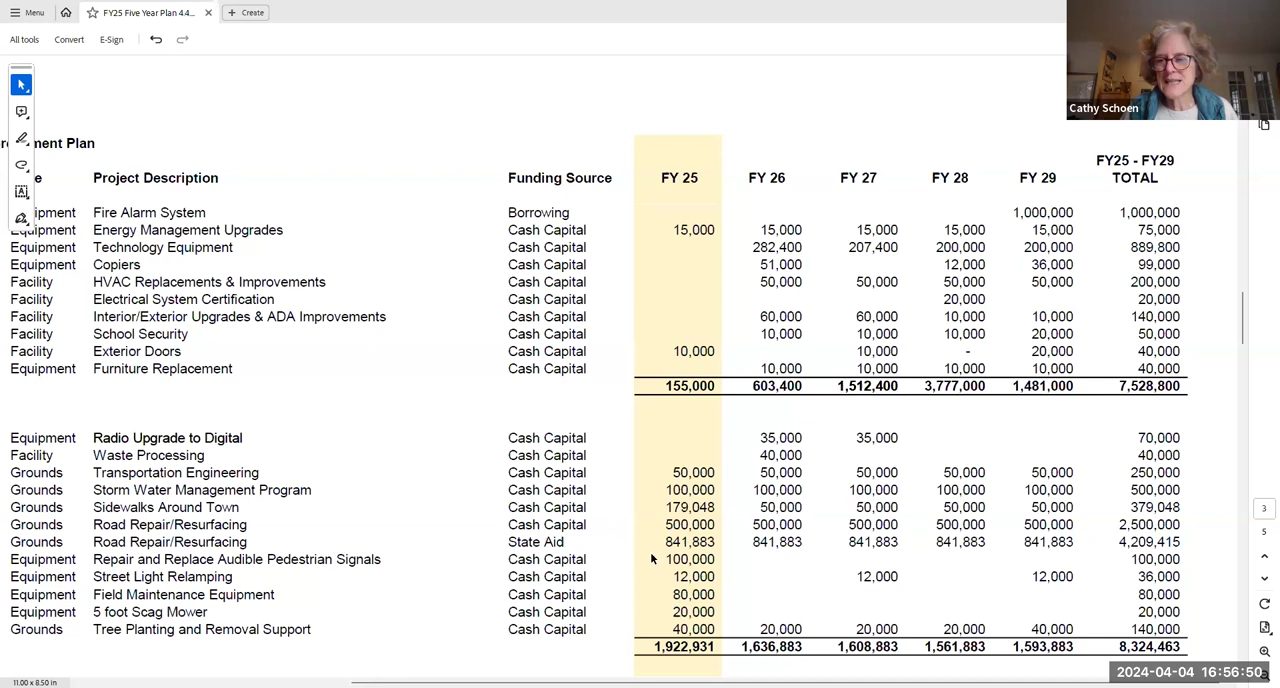 Menu FY25 Five Year Plan 4.4... Create
All tools Convert E-Sign
Cathy Schoen
ment Plan
e Project Description Funding Source FY 25 FY 26 FY 27 FY 28 FY 29 FY25 - FY29 TOTAL
ipment Fire Alarm System Borrowing 1,000,000 1,000,000
Equipment Energy Management Upgrades Cash Capital 15,000 15,000 15,000 15,000 15,000 75,000
Equipment Technology Equipment Cash Capital 282,400 207,400 200,000 200,000 889,800
Equipment Copiers Cash Capital 51,000 12,000 36,000 99,000
Facility HVAC Replacements & Improvements Cash Capital 50,000 50,000 50,000 50,000 200,000
Facility Electrical System Certification Cash Capital 20,000 20,000
Facility Interior/Exterior Upgrades & ADA Improvements Cash Capital 60,000 60,000 10,000 10,000 140,000
Facility School Security Cash Capital 10,000 10,000 10,000 20,000 50,000
Facility Exterior Doors Cash Capital 10,000 10,000 - 20,000 40,000
Equipment Furniture Replacement Cash Capital 10,000 10,000 10,000 10,000 40,000
155,000 603,400 1,512,400 3,777,000 1,481,000 7,528,800
Equipment Radio Upgrade to Digital Cash Capital 35,000 35,000 70,000
Facility Waste Processing Cash Capital 40,000 40,000
Grounds Transportation Engineering Cash Capital 50,000 50,000 50,000 50,000 50,000 250,000
Grounds Storm Water Management Program Cash Capital 100,000 100,000 100,000 100,000 100,000 500,000
Grounds Sidewalks Around Town Cash Capital 179,048 50,000 50,000 50,000 50,000 379,048
Grounds Road Repair/Resurfacing Cash Capital 500,000 500,000 500,000 500,000 500,000 2,500,000
Grounds Road Repair/Resurfacing State Aid 841,883 841,883 841,883 841,883 841,883 4,209,415
Equipment Repair and Replace Audible Pedestrian Signals Cash Capital 100,000 100,000
Equipment Street Light Relamping Cash Capital 12,000 12,000 12,000 36,000
Equipment Field Maintenance Equipment Cash Capital 80,000 80,000
Equipment 5 foot Scag Mower Cash Capital 20,000 20,000
Grounds Tree Planting and Removal Support Cash Capital 40,000 20,000 20,000 20,000 40,000 140,000
1,922,931 1,636,883 1,608,883 1,561,883 1,593,883 8,324,463
3
5
11.00 x 8.50 in
2024-04-04 16:56:50